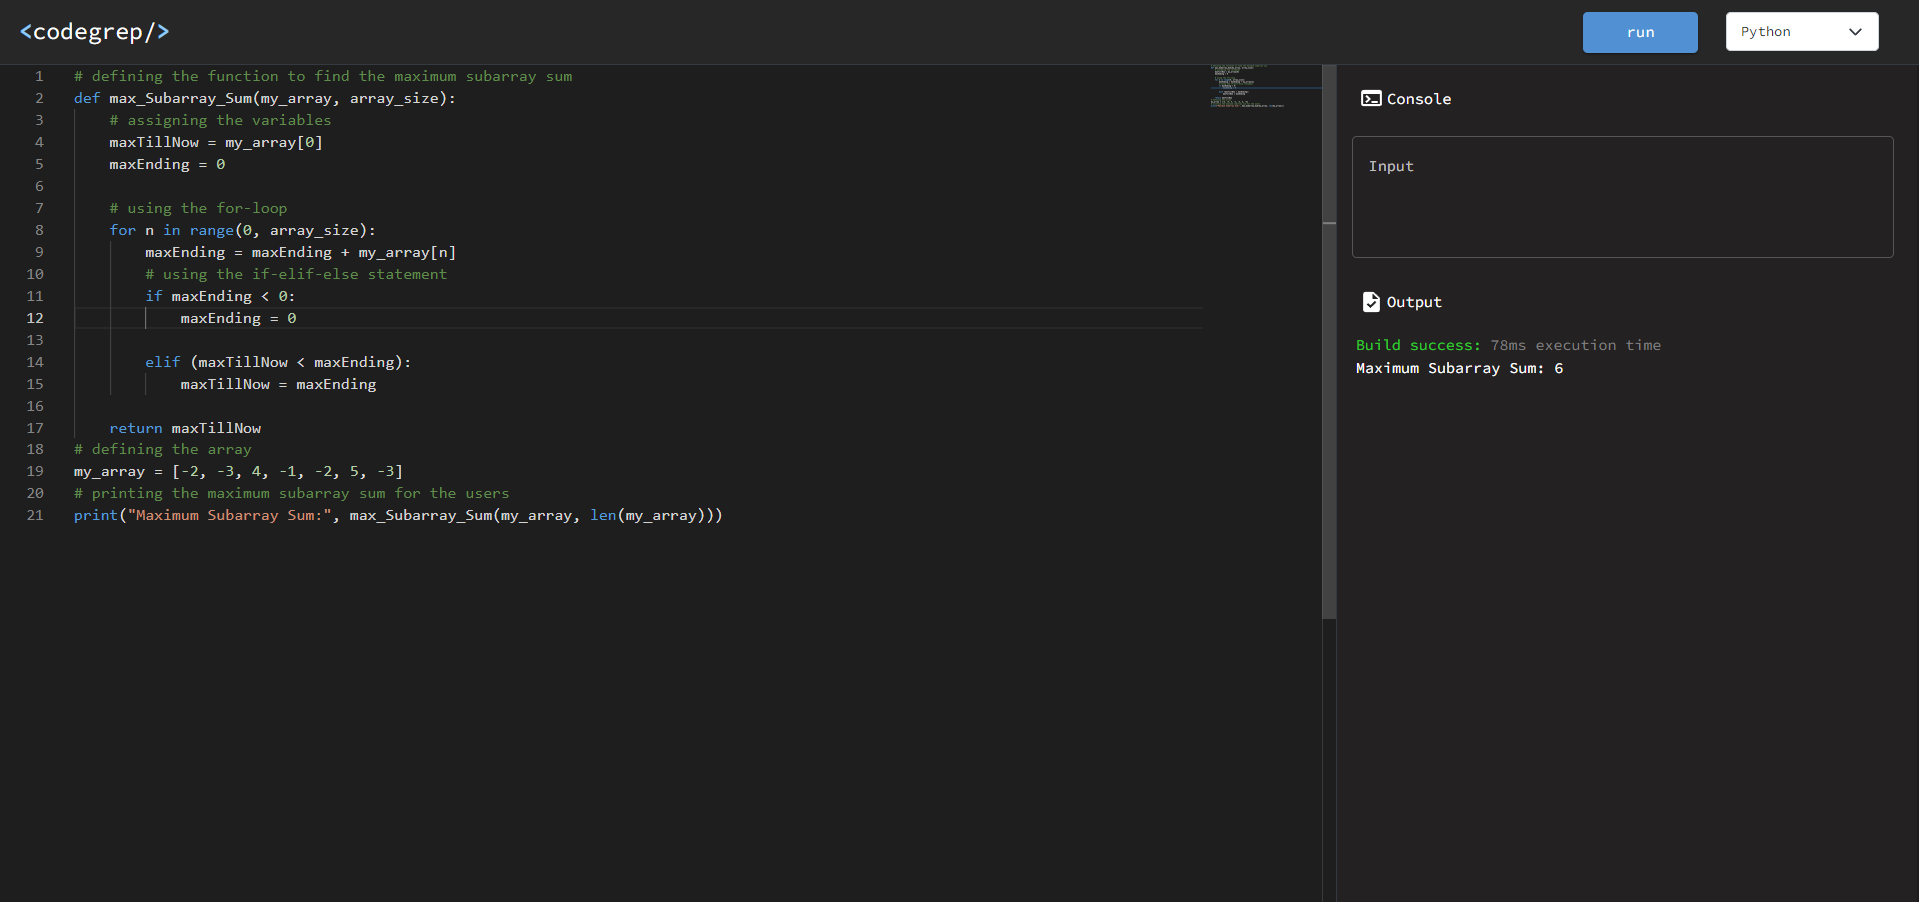 <codegrep/>
run
Python
1 # defining the function to find the maximum subarray sum
2 def max_Subarray_Sum(my_array, array_size):
3     # assigning the variables
4     maxTillNow = my_array[0]
5     maxEnding = 0
6
7     # using the for-loop
8     for n in range(0, array_size):
9         maxEnding = maxEnding + my_array[n]
10         # using the if-elif-else statement
11         if maxEnding < 0:
12             maxEnding = 0
13
14         elif (maxTillNow < maxEnding):
15             maxTillNow = maxEnding
16
17     return maxTillNow
18 # defining the array
19 my_array = [-2, -3, 4, -1, -2, 5, -3]
20 # printing the maximum subarray sum for the users
21 print("Maximum Subarray Sum:", max_Subarray_Sum(my_array, len(my_array)))
Console
Input
Output
Build success: 78ms execution time
Maximum Subarray Sum: 6